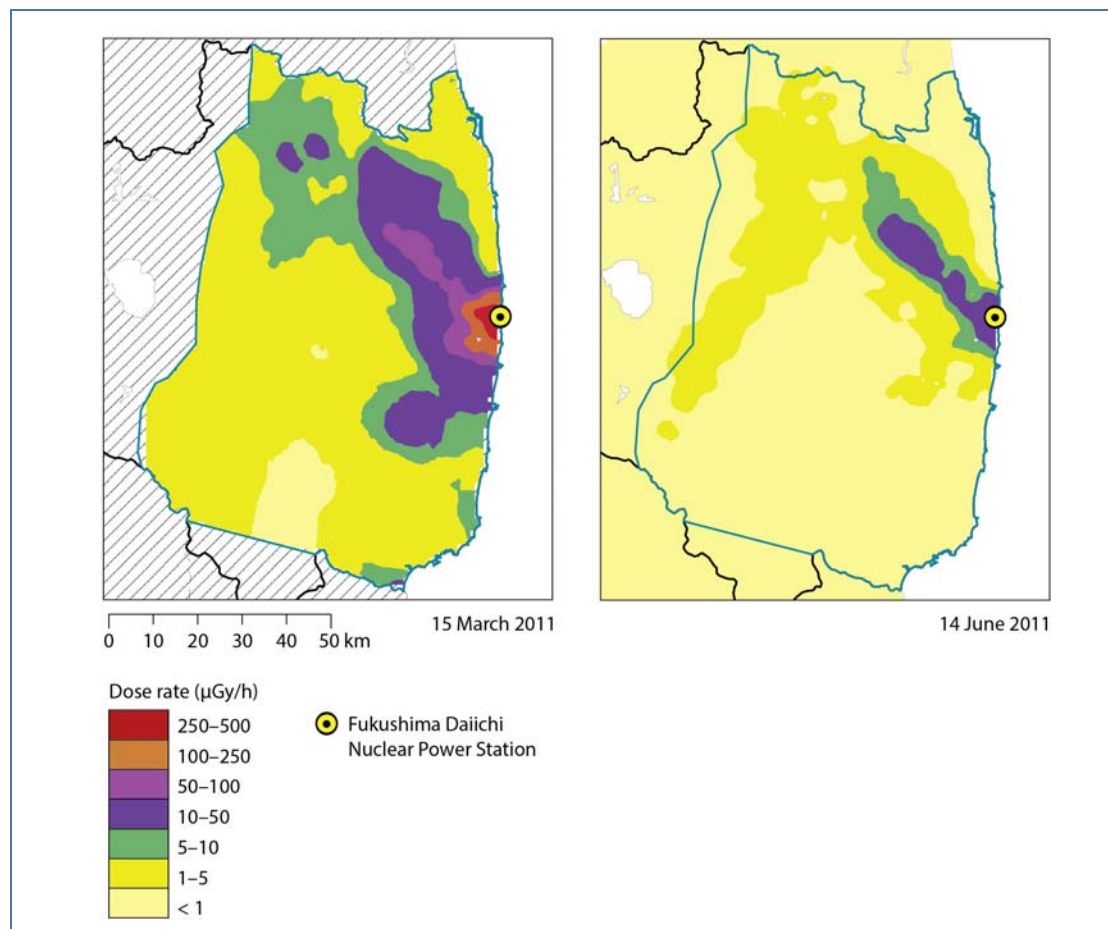 15 March 2011
14 June 2011
0 10 20 30 40 50 km
Dose rate (µGy/h)
250–500
100–250
50–100
10–50
5–10
1–5
< 1
Fukushima Daiichi
Nuclear Power Station